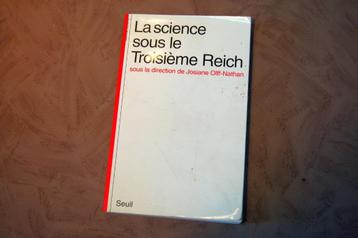 La science
sous le
Troisième Reich
sous la direction de Josiane Olff-Nathan
Seuil